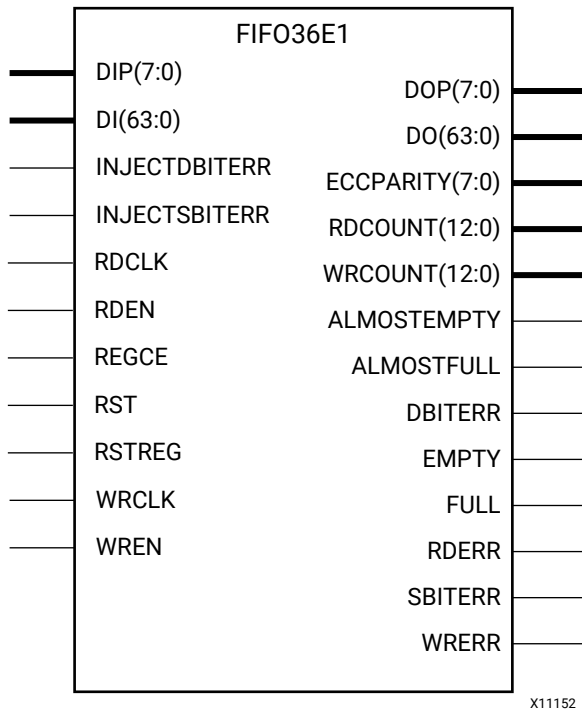 FIFO36E1
DIP(7:0)
DI(63:0)
INJECTDBITERR
INJECTSBITERR
RDCLK
RDEN
REGCE
RST
RSTREG
WRCLK
WREN
DOP(7:0)
DO(63:0)
ECCPARITY(7:0)
RDCOUNT(12:0)
WRCOUNT(12:0)
ALMOSTEMPTY
ALMOSTFULL
DBITERR
EMPTY
FULL
RDERR
SBITERR
WRERR
X11152